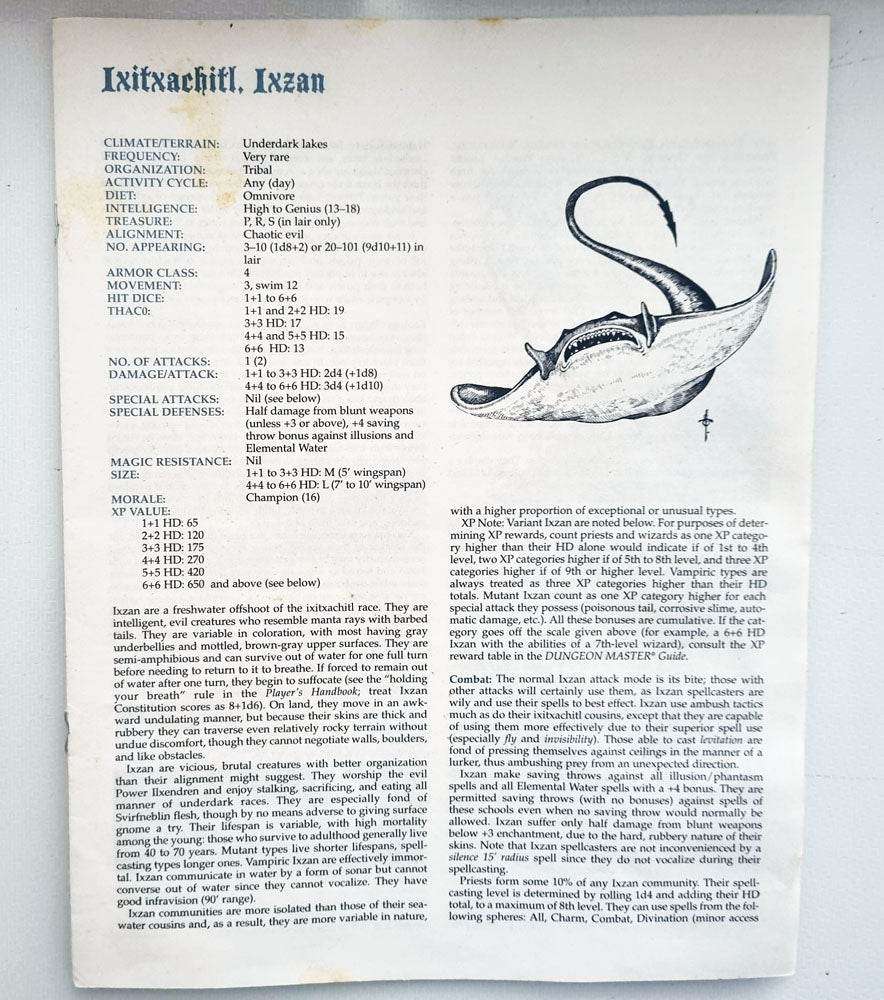 Ixitxachitl, Ixzan
CLIMATE/TERRAIN: Underdark lakes
FREQUENCY: Very rare
ORGANIZATION: Tribal
ACTIVITY CYCLE: Any (day)
DIET: Omnivore
INTELLIGENCE: High to Genius (13–18)
TREASURE: P, R, S (in lair only)
ALIGNMENT: Chaotic evil
NO. APPEARING: 3–10 (1d8+2) or 20–101 (9d10+11) in
lair
ARMOR CLASS: 4
MOVEMENT: 3, swim 12
HIT DICE: 1+1 to 6+6
THAC0: 1+1 and 2+2 HD: 19
3+3 HD: 17
4+4 and 5+5 HD: 15
6+6 HD: 13
NO. OF ATTACKS: 1 (2)
DAMAGE/ATTACK: 1+1 to 3+3 HD: 2d4 (+1d8)
4+4 to 6+6 HD: 3d4 (+1d10)
SPECIAL ATTACKS: Nil (see below)
SPECIAL DEFENSES: Half damage from blunt weapons
(unless +3 or above), +4 saving
throw bonus against illusions and
Elemental Water
MAGIC RESISTANCE: Nil
SIZE: 1+1 to 3+3 HD: M (5' wingspan)
4+4 to 6+6 HD: L (7' to 10' wingspan)
MORALE: Champion (16)
XP VALUE:
1+1 HD: 65
2+2 HD: 120
3+3 HD: 175
4+4 HD: 270
5+5 HD: 420
6+6 HD: 650 and above (see below)
Ixzan are a freshwater offshoot of the ixitxachitl race. They are
intelligent, evil creatures who resemble manta rays with barbed
tails. They are variable in coloration, with most having gray
underbellies and mottled, brown-gray upper surfaces. They are
semi-amphibious and can survive out of water for one full turn
before needing to return to it to breathe. If forced to remain out
of water after one turn, they begin to suffocate (see the "holding
your breath" rule in the Player's Handbook; treat Ixzan
Constitution scores as 8+1d6). On land, they move in an awk-
ward undulating manner, but because their skins are thick and
rubbery they can traverse even relatively rocky terrain without
undue discomfort, though they cannot negotiate walls, boulders,
and like obstacles.
Ixzan are vicious, brutal creatures with better organization
than their alignment might suggest. They worship the evil
Power Ilxendren and enjoy stalking, sacrificing, and eating all
manner of underdark races. They are especially fond of
Svirfneblin flesh, though by no means adverse to giving surface
gnome a try. Their lifespan is variable, with high mortality
among the young: those who survive to adulthood generally live
from 40 to 70 years. Mutant types live shorter lifespans, spell-
casting types longer ones. Vampiric Ixzan are effectively immor-
tal. Ixzan communicate in water by a form of sonar but cannot
converse out of water since they cannot vocalize. They have
good infravision (90' range).
Ixzan communities are more isolated than those of their sea-
water cousins and, as a result, they are more variable in nature,
with a higher proportion of exceptional or unusual types.
XP Note: Variant Ixzan are noted below. For purposes of deter-
mining XP rewards, count priests and wizards as one XP catego-
ry higher than their HD alone would indicate if of 1st to 4th
level, two XP categories higher if of 5th to 8th level, and three XP
categories higher if of 9th or higher level. Vampiric types are
always treated as three XP categories higher than their HD
totals. Mutant Ixzan count as one XP category higher for each
special attack they possess (poisonous tail, corrosive slime, auto-
matic damage, etc.). All these bonuses are cumulative. If the cat-
egory goes off the scale given above (for example, a 6+6 HD
Ixzan with the abilities of a 7th-level wizard), consult the XP
reward table in the DUNGEON MASTER® Guide.
Combat: The normal Ixzan attack mode is its bite; those with
other attacks will certainly use them, as Ixzan spellcasters are
wily and use their spells to best effect. Ixzan use ambush tactics
much as do their ixitxachitl cousins, except that they are capable
of using them more effectively due to their superior spell use
(especially fly and invisibility). Those able to cast levitation are
fond of pressing themselves against ceilings in the manner of a
lurker, thus ambushing prey from an unexpected direction.
Ixzan make saving throws against all illusion/phantasm
spells and all Elemental Water spells with a +4 bonus. They are
permitted saving throws (with no bonuses) against spells of
these schools even when no saving throw would normally be
allowed. Ixzan suffer only half damage from blunt weapons
below +3 enchantment, due to the hard, rubbery nature of their
skins. Note that Ixzan spellcasters are not inconvenienced by a
silence 15' radius spell since they do not vocalize during their
spellcasting.
Priests form some 10% of any Ixzan community. Their spell-
casting level is determined by rolling 1d4 and adding their HD
total, to a maximum of 8th level. They can use spells from the fol-
lowing spheres: All, Charm, Combat, Divination (minor access